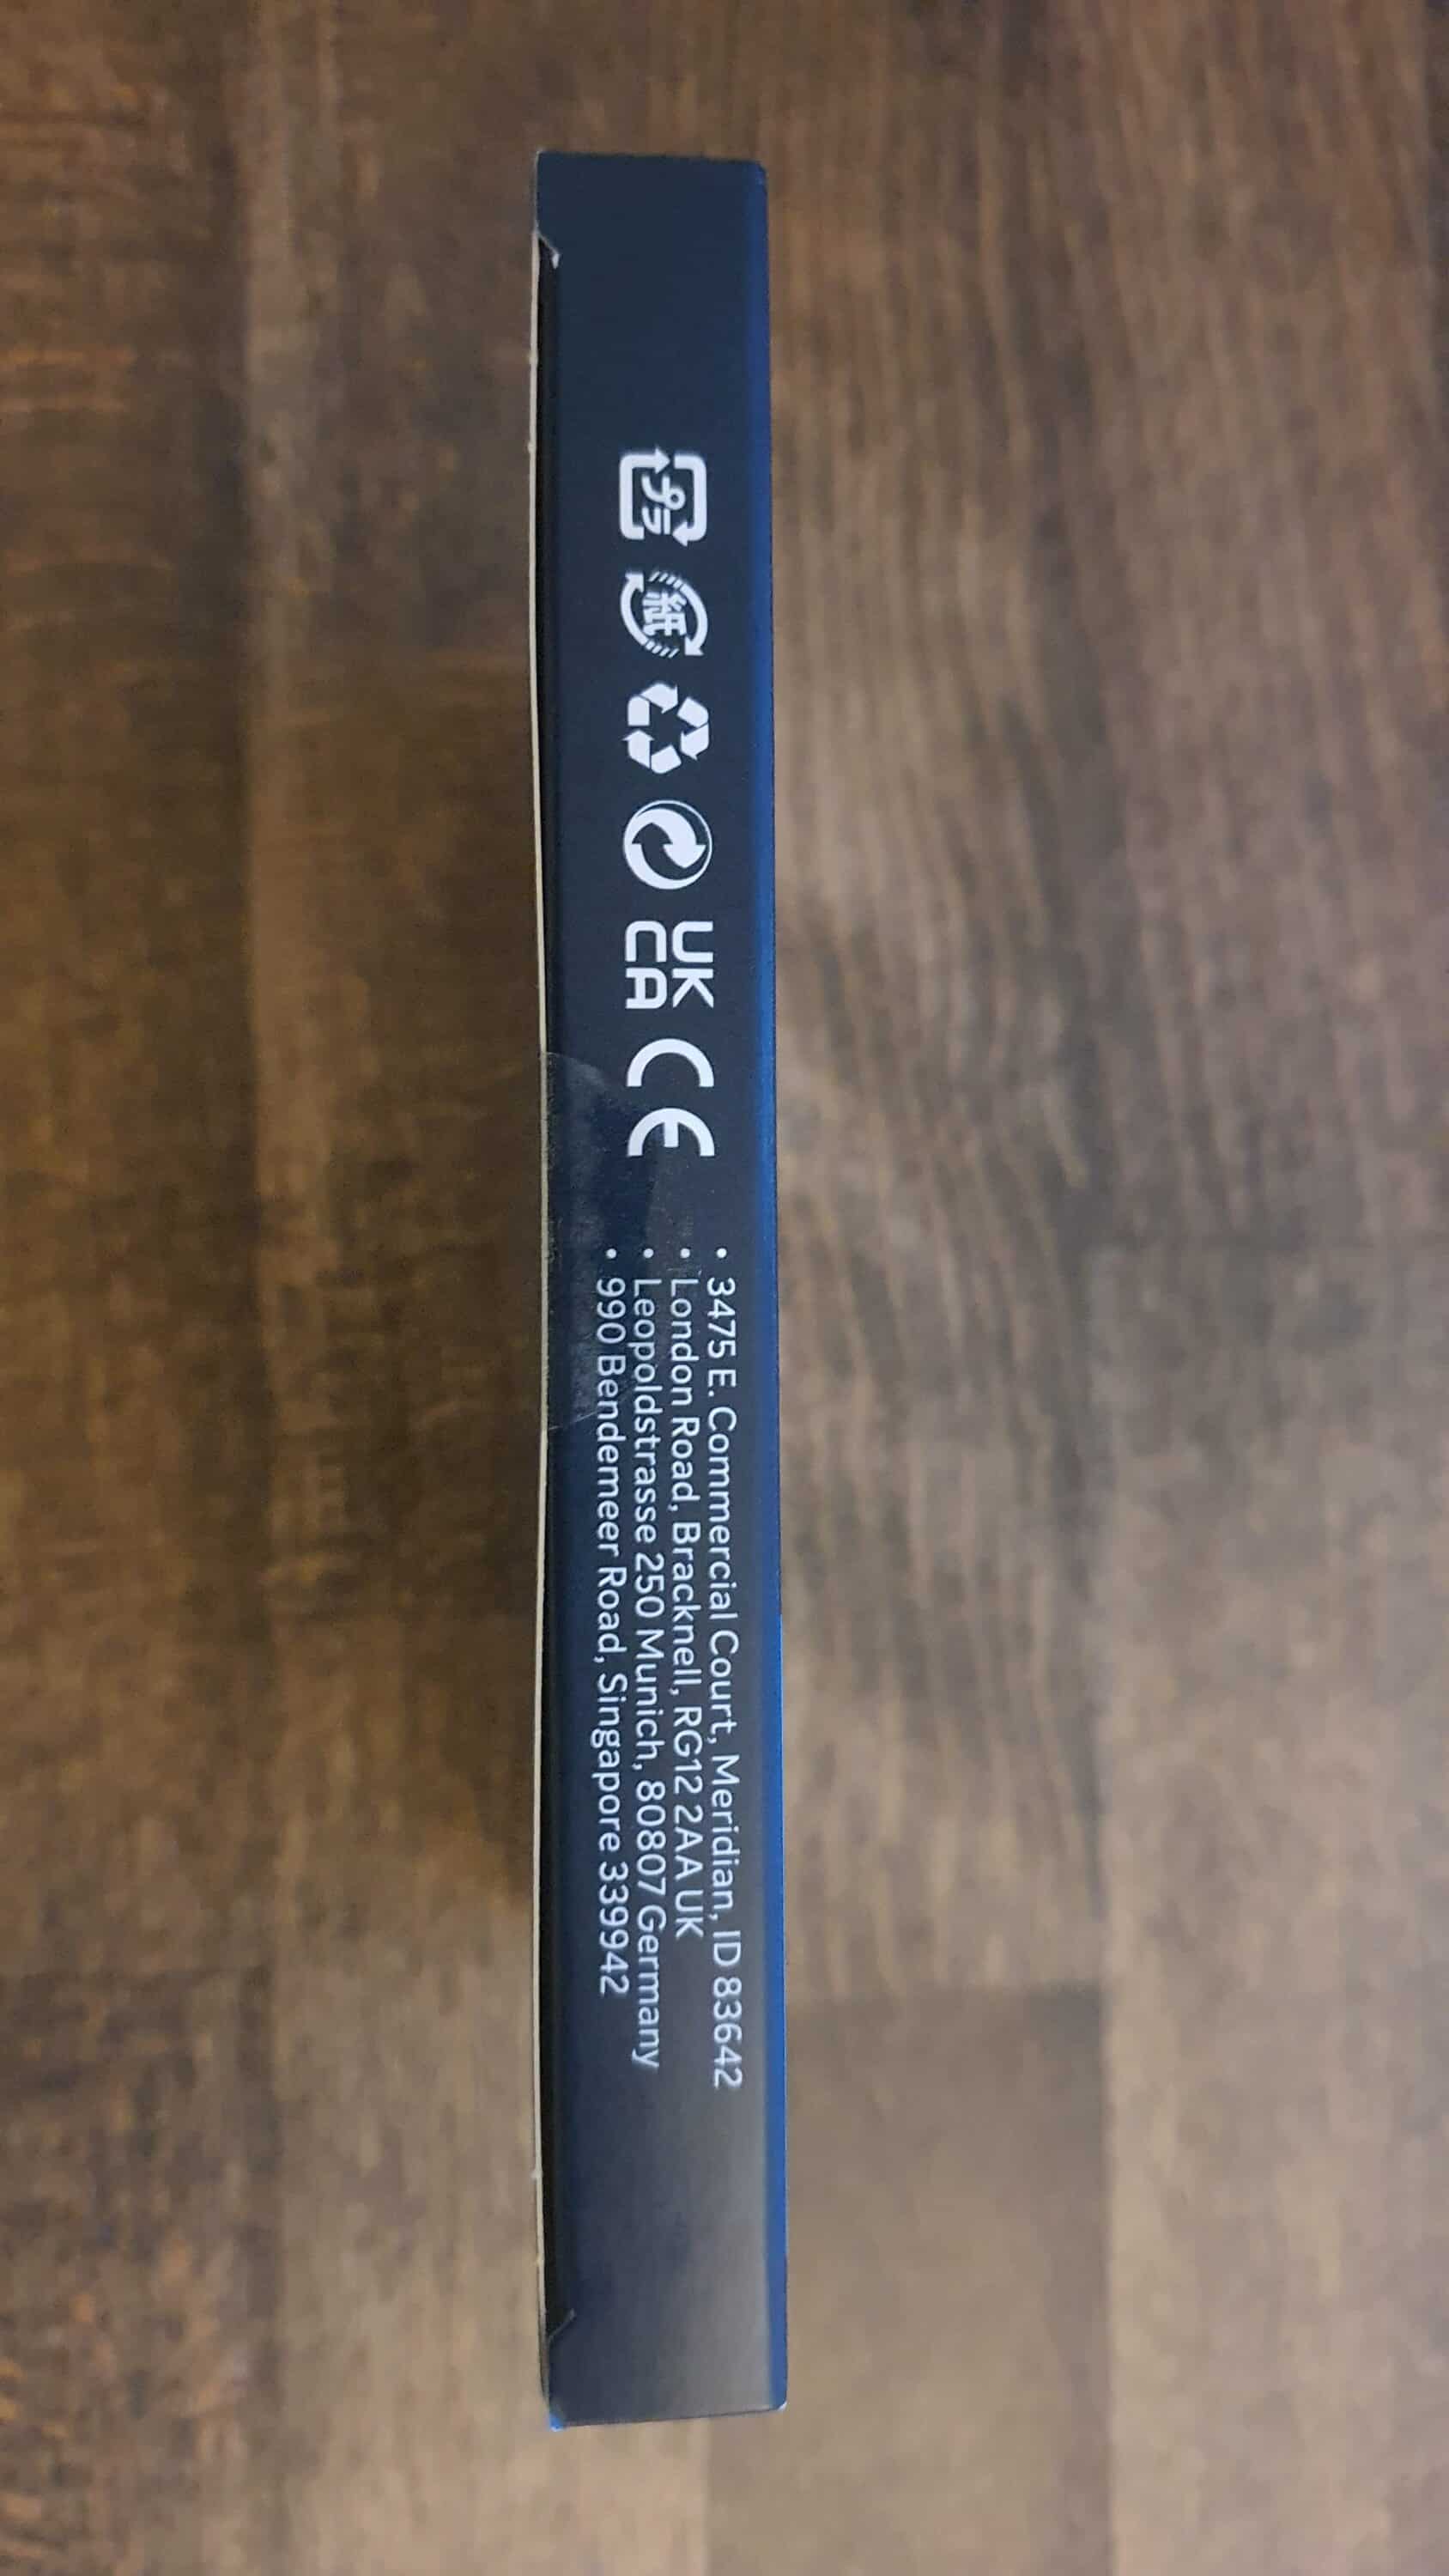 プラ
紙
UK
CA
CE
• 3475 E. Commercial Court, Meridian, ID 83642
• London Road, Bracknell, RG12 2AA UK
• Leopoldstrasse 250 Munich, 80807 Germany
• 990 Bendemeer Road, Singapore 339942